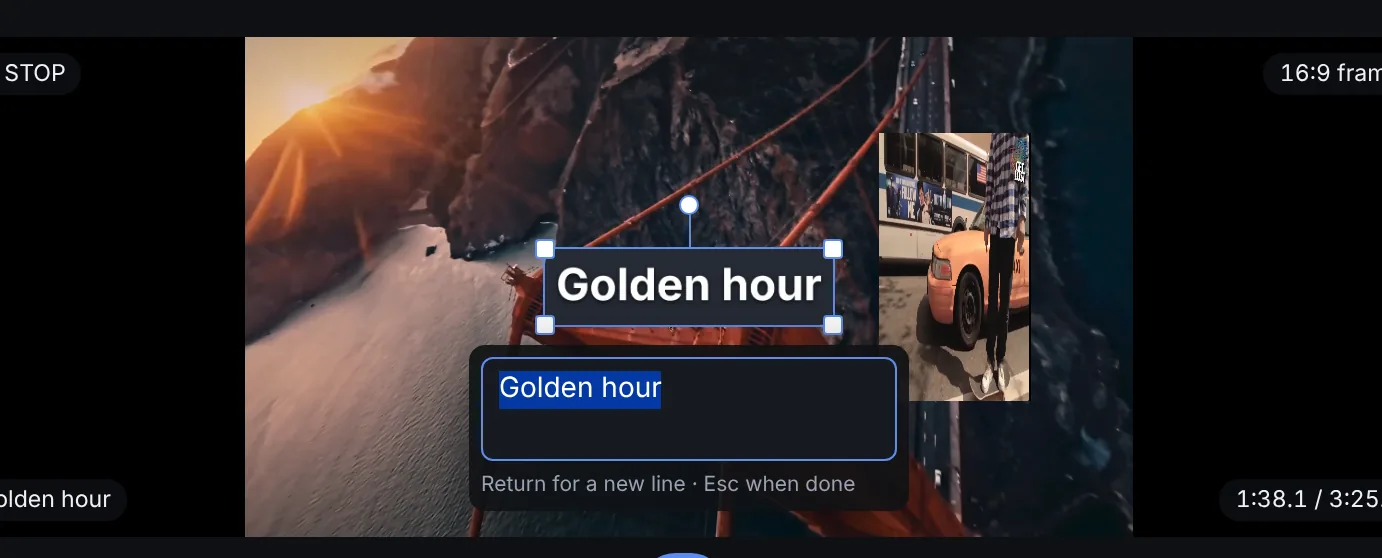 STOP
16:9 fram
Golden hour
Golden hour
Return for a new line · Esc when done
olden hour
1:38.1 / 3:25.